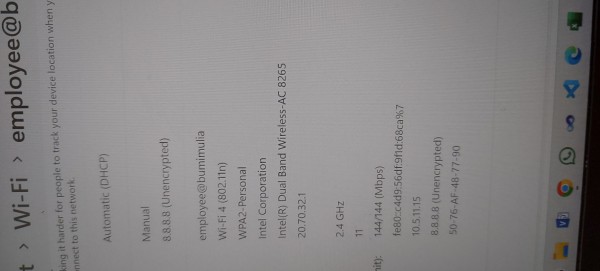 t > Wi-Fi > employee@b
king it harder for people to track your device location when y
nnect to this network.
Automatic (DHCP)
Manual
8.8.8.8 (Unencrypted)
employee@bumimulia
Wi-Fi 4 (802.11n)
WPA2-Personal
Intel Corporation
Intel(R) Dual Band Wireless-AC 8265
20.70.32.1
2.4 GHz
11
nit): 144/144 (Mbps)
fe80::c4d9:56df:9f1d:68ca%7
10.5.11.15
8.8.8.8 (Unencrypted)
50-76-AF-48-77-90